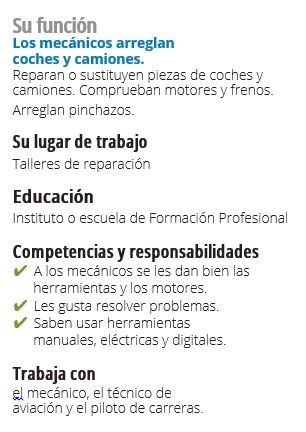 Su función
Los mecánicos arreglan
coches y camiones.
Reparan o sustituyen piezas de coches y
camiones. Comprueban motores y frenos.
Arreglan pinchazos.
Su lugar de trabajo
Talleres de reparación
Educación
Instituto o escuela de Formación Profesional
Competencias y responsabilidades
✔ A los mecánicos se les dan bien las
herramientas y los motores.
✔ Les gusta resolver problemas.
✔ Saben usar herramientas
manuales, eléctricas y digitales.
Trabaja con
el mecánico, el técnico de
aviación y el piloto de carreras.